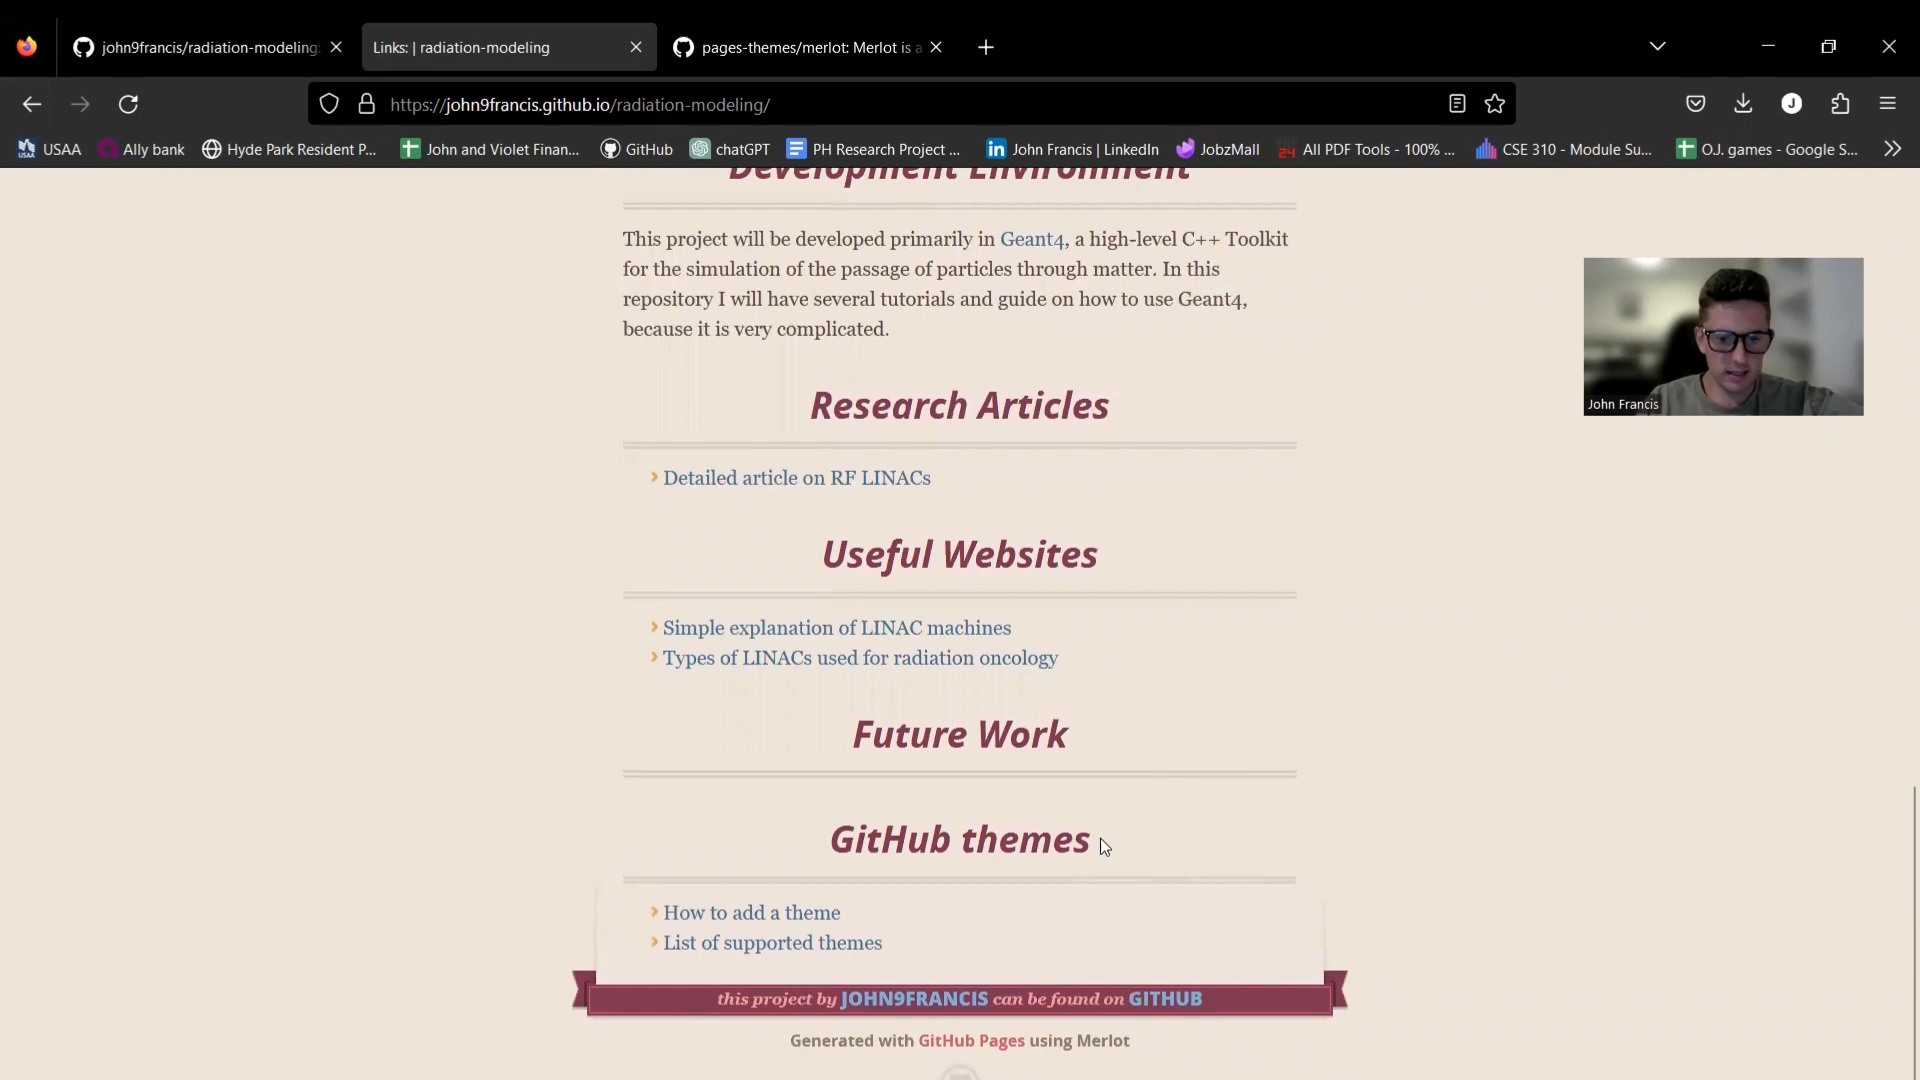 john9francis/radiation-modeling:
Links: | radiation-modeling
pages-themes/merlot: Merlot is a
https://john9francis.github.io/radiation-modeling/
J
USAA
Ally bank
Hyde Park Resident P...
John and Violet Finan...
GitHub
chatGPT
PH Research Project ...
John Francis | LinkedIn
JobzMall
24
All PDF Tools - 100% ...
CSE 310 - Module Su...
O.J. games - Google S...
Development Environment
This project will be developed primarily in Geant4, a high-level C++ Toolkit
for the simulation of the passage of particles through matter. In this
repository I will have several tutorials and guide on how to use Geant4,
because it is very complicated.
John Francis
Research Articles
Detailed article on RF LINACs
Useful Websites
Simple explanation of LINAC machines
Types of LINACs used for radiation oncology
Future Work
GitHub themes
How to add a theme
List of supported themes
this project by JOHN9FRANCIS can be found on GITHUB
Generated with GitHub Pages using Merlot